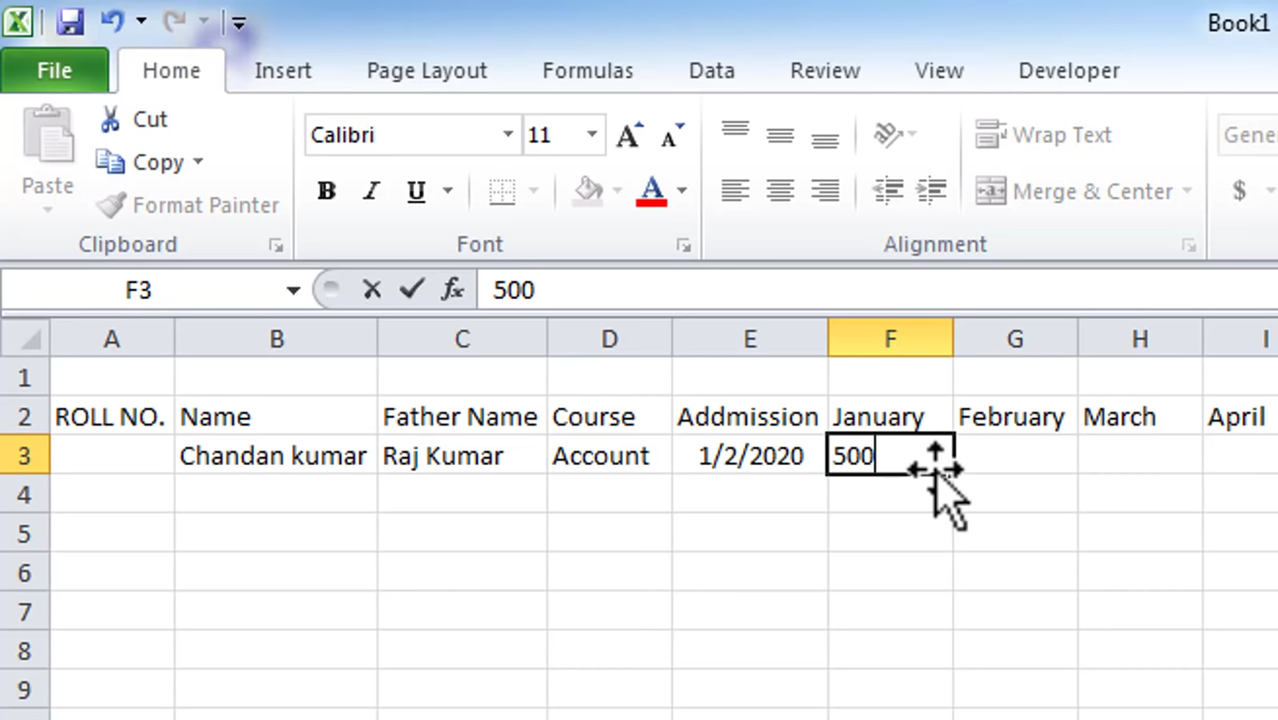 Book1
File Home Insert Page Layout Formulas Data Review View Developer
Paste Cut Calibri 11 A A Wrap Text Gene
Copy
Format Painter B I U A Merge & Center $
Clipboard Font Alignment
F3 fx 500
A B C D E F G H I
1
2 ROLL NO. Name Father Name Course Addmission January February March April
3 Chandan kumar Raj Kumar Account 1/2/2020 500
4
5
6
7
8
9